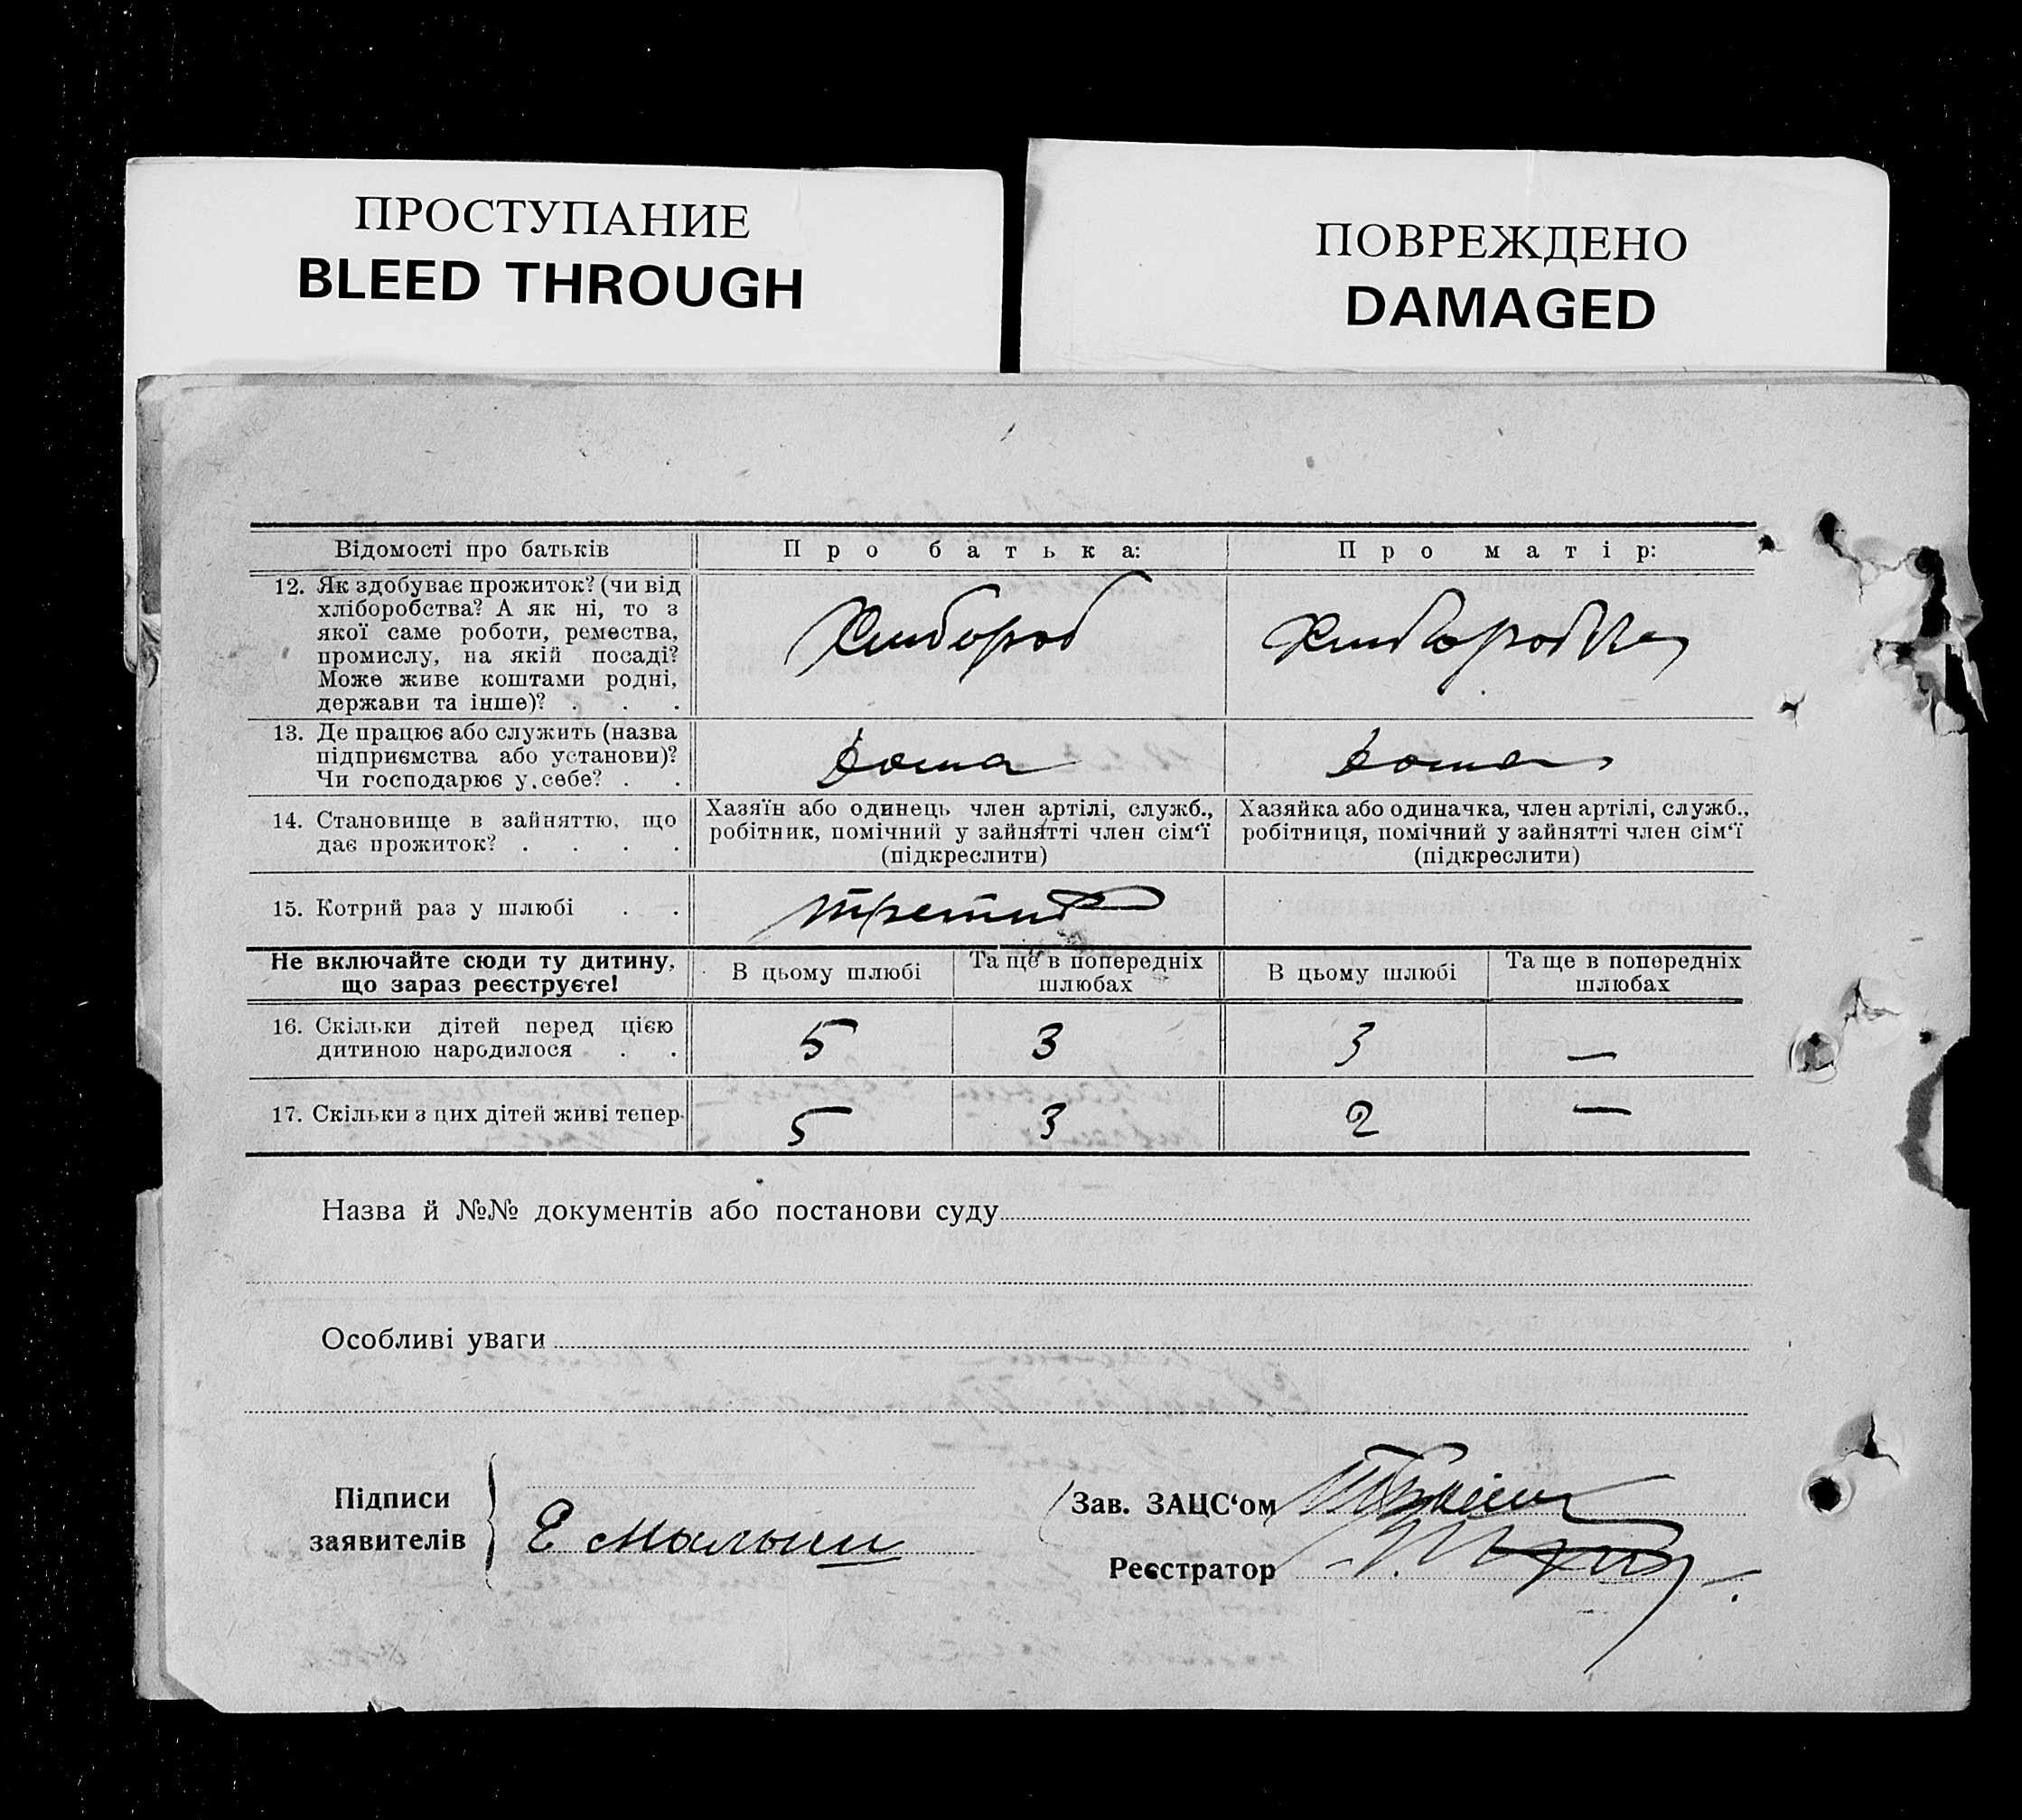 ПРОСТУПАНИЕ
BLEED THROUGH
ПОВРЕЖДЕНО
DAMAGED
Відомості про батьків
Про батька:
Про матір:
12. Як здобуває прожиток? (чи від
хліборобства? А як ні, то з
якої саме роботи, ремества,
промислу, на якій посаді?
Може живе коштами родні,
держави та інше)? . . .
Хлибороб
Хлиборобка
13. Де працює або служить (назва
підприємства або установи)?
Чи господарює у себе? . .
дома
дома
14. Становище в зайняттю, що
дає прожиток? . . . .
Хазяїн або одинець член артілі, служб.,
робітник, помічний у зайнятті член сім‘ї
(підкреслити)
Хазяйка або одиначка, член артілі, служб.,
робітниця, помічний у зайнятті член сім‘ї
(підкреслити)
15. Котрий раз у шлюбі . .
третий
Не включайте сюди ту дитину,
що зараз реєструєте!
В цьому шлюбі
Та ще в попередніх
шлюбах
В цьому шлюбі
Та ще в попередніх
шлюбах
16. Скільки дітей перед цією
дитиною народилося . .
5
3
3
—
17. Скільки з цих дітей живі тепер.
5
3
2
—
Назва й №№ документів або постанови суду
Особливі уваги
Підписи
заявителів
Е Малыш
Зав. ЗАЦС‘ом
Реєстратор